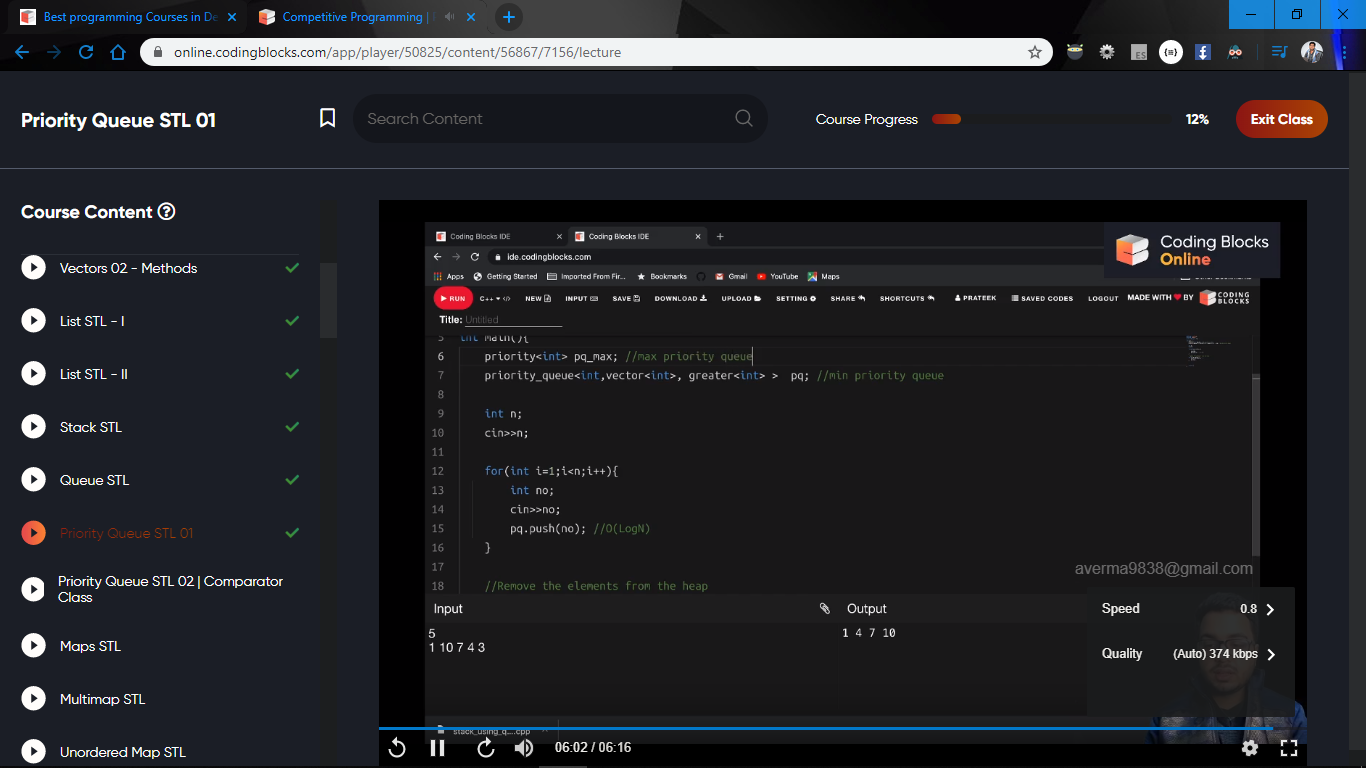 Best programming Courses in De
Competitive Programming |
online.codingblocks.com/app/player/50825/content/56867/7156/lecture
ES
Priority Queue STL 01
Search Content
Course Progress
12%
Exit Class
Course Content
Vectors 02 - Methods
List STL - I
List STL - II
Stack STL
Queue STL
Priority Queue STL 01
Priority Queue STL 02 | Comparator
Class
Maps STL
Multimap STL
Unordered Map STL
Coding Blocks IDE
Coding Blocks IDE
Coding Blocks
Online
ide.codingblocks.com
Apps
Getting Started
Imported From Fir...
Bookmarks
Gmail
YouTube
Maps
RUN
C++
NEW
INPUT
SAVE
DOWNLOAD
UPLOAD
SETTING
SHARE
SHORTCUTS
PRATEEK
SAVED CODES
LOGOUT
MADE WITH ❤ BY
CODING
BLOCKS
Title: Untitled
5 int main(){
6 priority<int> pq_max; //max priority queue
7 priority_queue<int,vector<int>, greater<int> > pq; //min priority queue
8
9 int n;
10 cin>>n;
11
12 for(int i=1;i<n;i++){
13 int no;
14 cin>>no;
15 pq.push(no); //O(LogN)
16 }
17
18 //Remove the elements from the heap
averma9838@gmail.com
Input
Output
5
1 10 7 4 3
1 4 7 10
Speed
0.8
Quality
(Auto) 374 kbps
stack_using_q....cpp
06:02 / 06:16